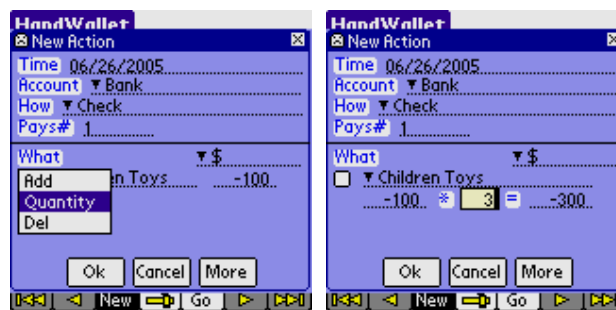 HandWallet
New Action
Time 06/26/2005
Account Bank
How Check
Pays# 1
What $
Add en Toys -100
Quantity
Del
Ok Cancel More
New Go
HandWallet
New Action
Time 06/26/2005
Account Bank
How Check
Pays# 1
What $
Children Toys
-100 * 3 = -300
Ok Cancel More
New Go